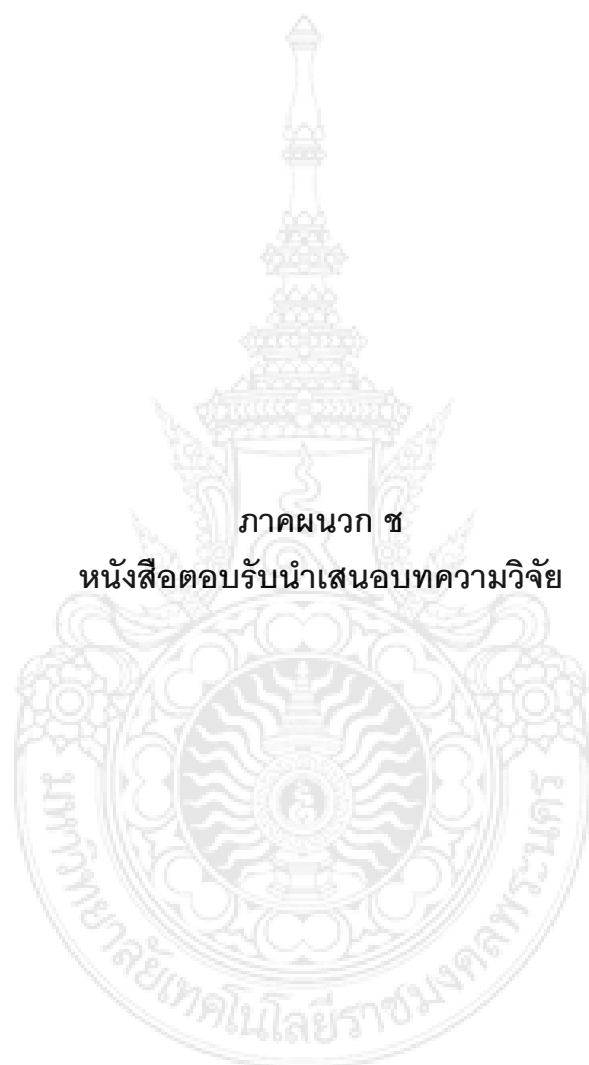 ภาคผนวก ช
หนังสือตอบรับนำเสนอบทความวิจัย
มหาวิทยาลัยเทคโนโลยีราชมงคลพระนคร